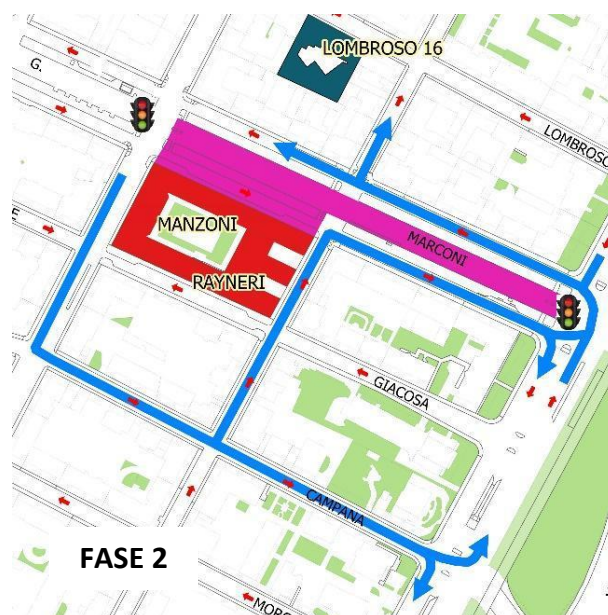 LOMBROSO 16
G.
LOMBROSO
MANZONI
MARCONI
RAYNERI
GIACOSA
CAMPANA
FASE 2